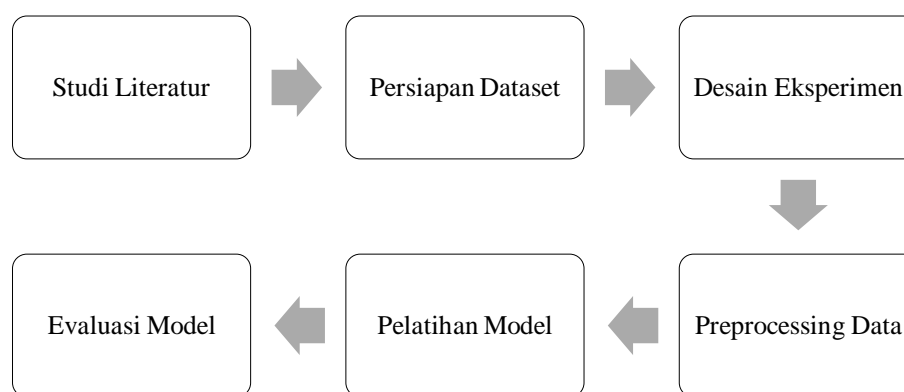 Studi Literatur
Persiapan Dataset
Desain Eksperimen
Preprocessing Data
Pelatihan Model
Evaluasi Model